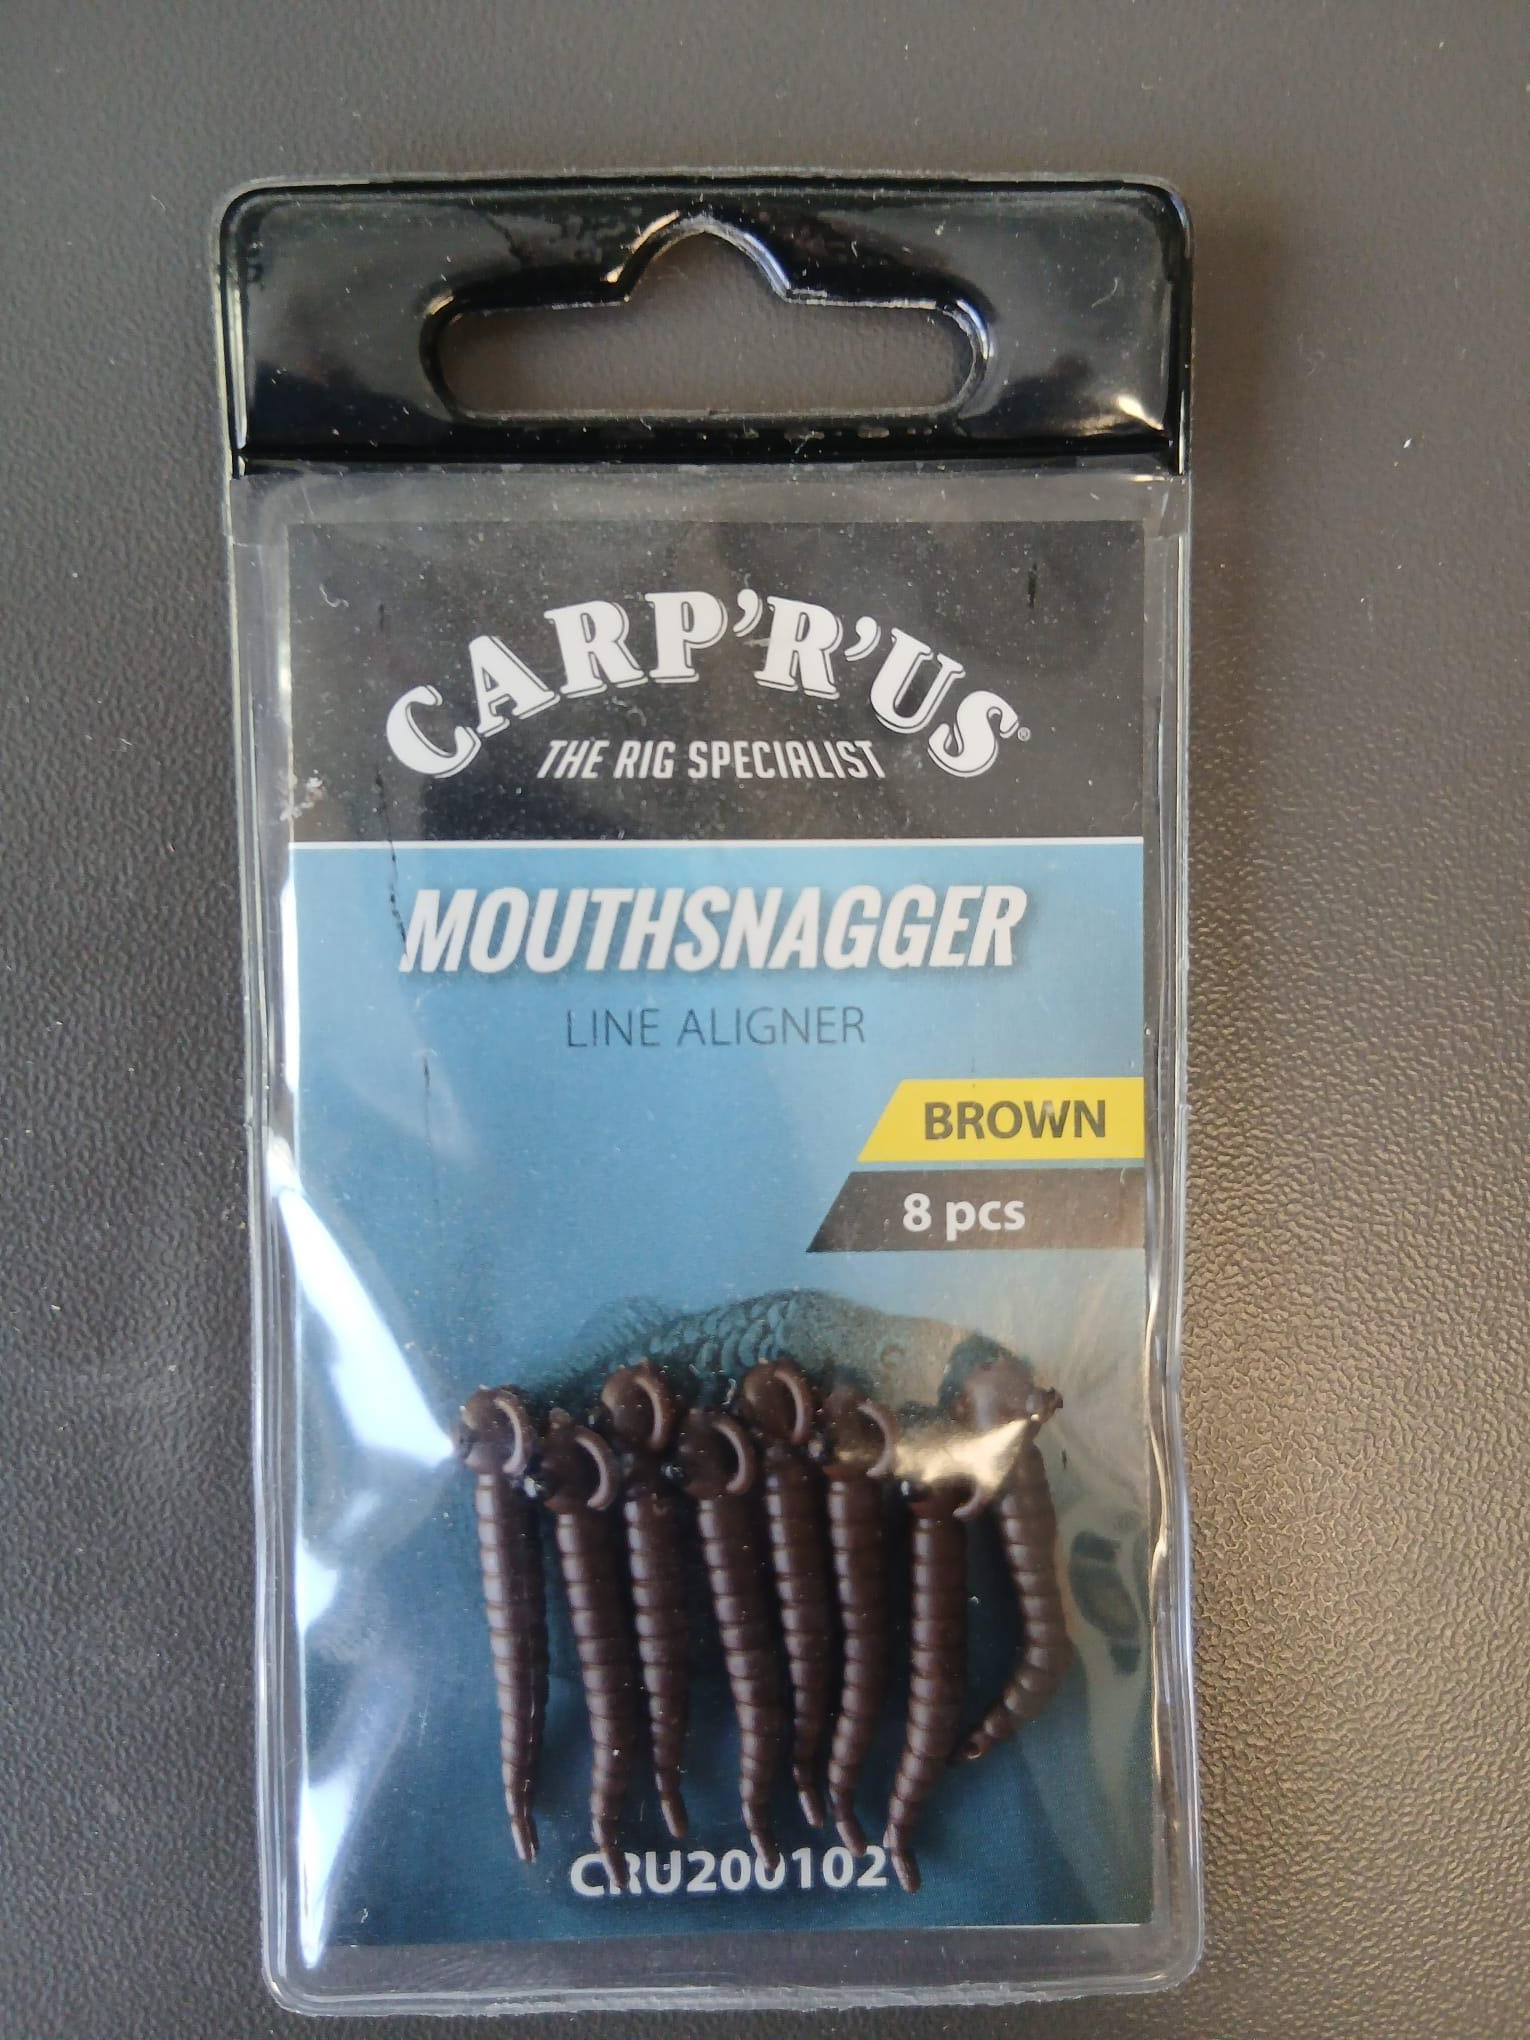 CARP'R'US®
THE RIG SPECIALIST
MOUTHSNAGGER
LINE ALIGNER
BROWN
8 pcs
CRU200102